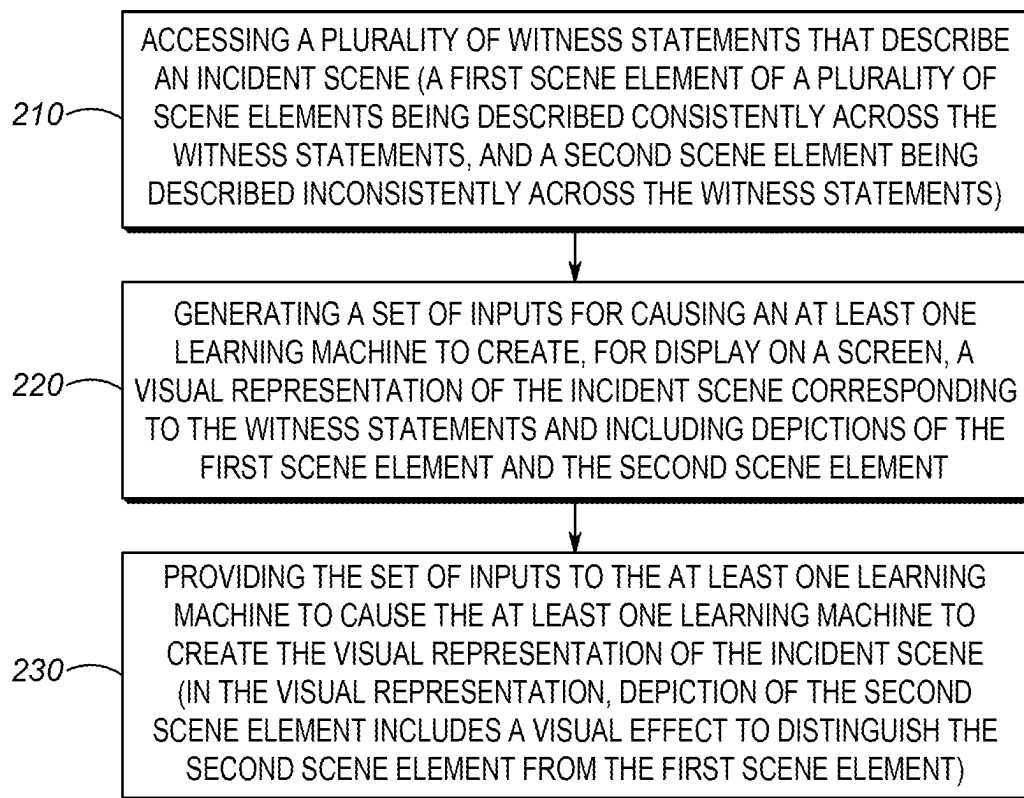 ACCESSING A PLURALITY OF WITNESS STATEMENTS THAT DESCRIBE
AN INCIDENT SCENE (A FIRST SCENE ELEMENT OF A PLURALITY OF
210
SCENE ELEMENTS BEING DESCRIBED CONSISTENTLY ACROSS THE
WITNESS STATEMENTS, AND A SECOND SCENE ELEMENT BEING
DESCRIBED INCONSISTENTLY ACROSS THE WITNESS STATEMENTS)
GENERATING A SET OF INPUTS FOR CAUSING AN AT LEAST ONE
LEARNING MACHINE TO CREATE, FOR DISPLAY ON A SCREEN, A
220
VISUAL REPRESENTATION OF THE INCIDENT SCENE CORRESPONDING
TO THE WITNESS STATEMENTS AND INCLUDING DEPICTIONS OF THE
FIRST SCENE ELEMENT AND THE SECOND SCENE ELEMENT
PROVIDING THE SET OF INPUTS TO THE AT LEAST ONE LEARNING
MACHINE TO CAUSE THE AT LEAST ONE LEARNING MACHINE TO
CREATE THE VISUAL REPRESENTATION OF THE INCIDENT SCENE
230
(IN THE VISUAL REPRESENTATION, DEPICTION OF THE SECOND
SCENE ELEMENT INCLUDES A VISUAL EFFECT TO DISTINGUISH THE
SECOND SCENE ELEMENT FROM THE FIRST SCENE ELEMENT)